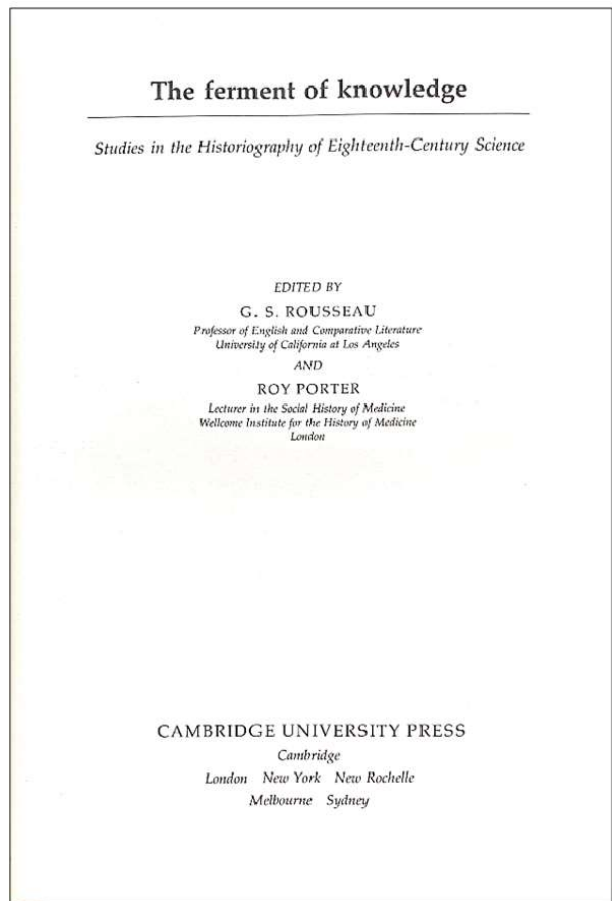 The ferment of knowledge
Studies in the Historiography of Eighteenth-Century Science
EDITED BY
G. S. ROUSSEAU
Professor of English and Comparative Literature
University of California at Los Angeles
AND
ROY PORTER
Lecturer in the Social History of Medicine
Wellcome Institute for the History of Medicine
London
CAMBRIDGE UNIVERSITY PRESS
Cambridge
London New York New Rochelle
Melbourne Sydney